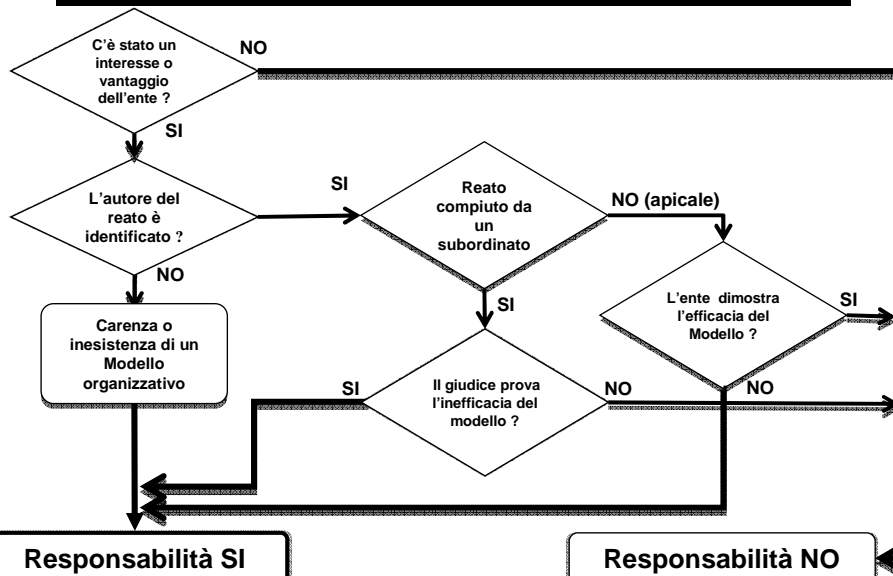 C'è stato un
interesse o
vantaggio
dell'ente ?
NO
SI
L'autore del
reato è
identificato ?
SI
Reato
compiuto da
un
subordinato
NO (apicale)
NO
SI
L'ente dimostra
l'efficacia del
Modello ?
SI
Carenza o
inesistenza di un
Modello
organizzativo
SI
Il giudice prova
l'inefficacia del
modello ?
NO
NO
Responsabilità SI
Responsabilità NO